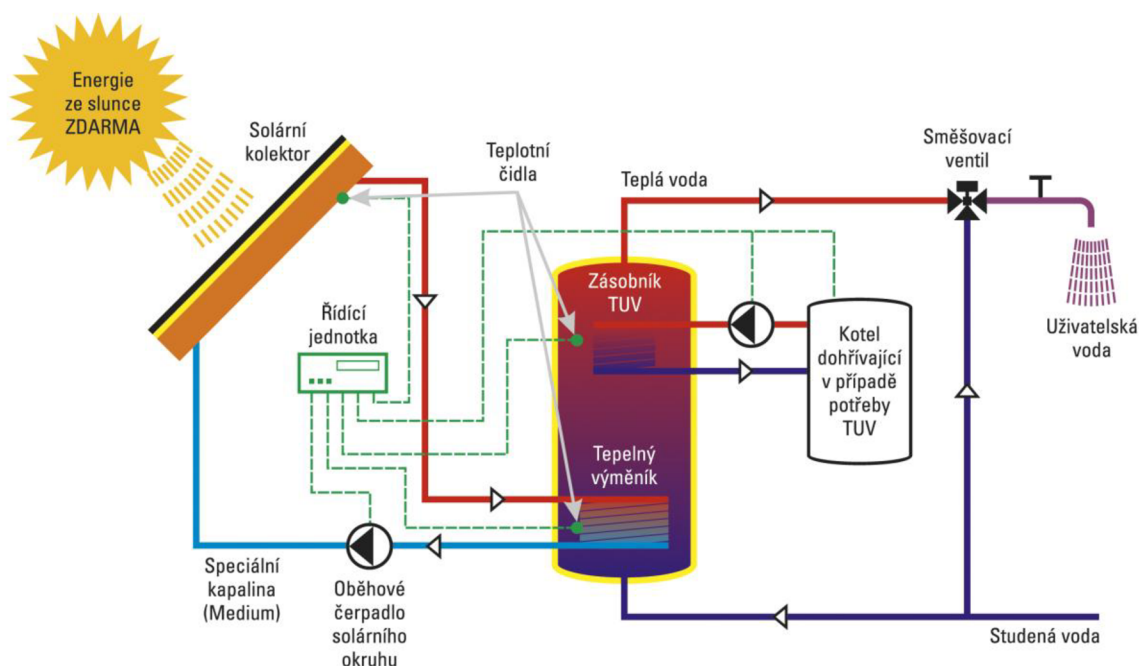 Energie
ze slunce
ZDARMA
Solární
kolektor
Teplotní
čidla
Teplá voda
Směšovací
ventil
Zásobník
TUV
Řídící
jednotka
Kotel
dohřívající
v případě
potřeby
TUV
Uživatelská
voda
Tepelný
výměník
Speciální
kapalina
(Medium)
Oběhové
čerpadlo
solárního
okruhu
Studená voda